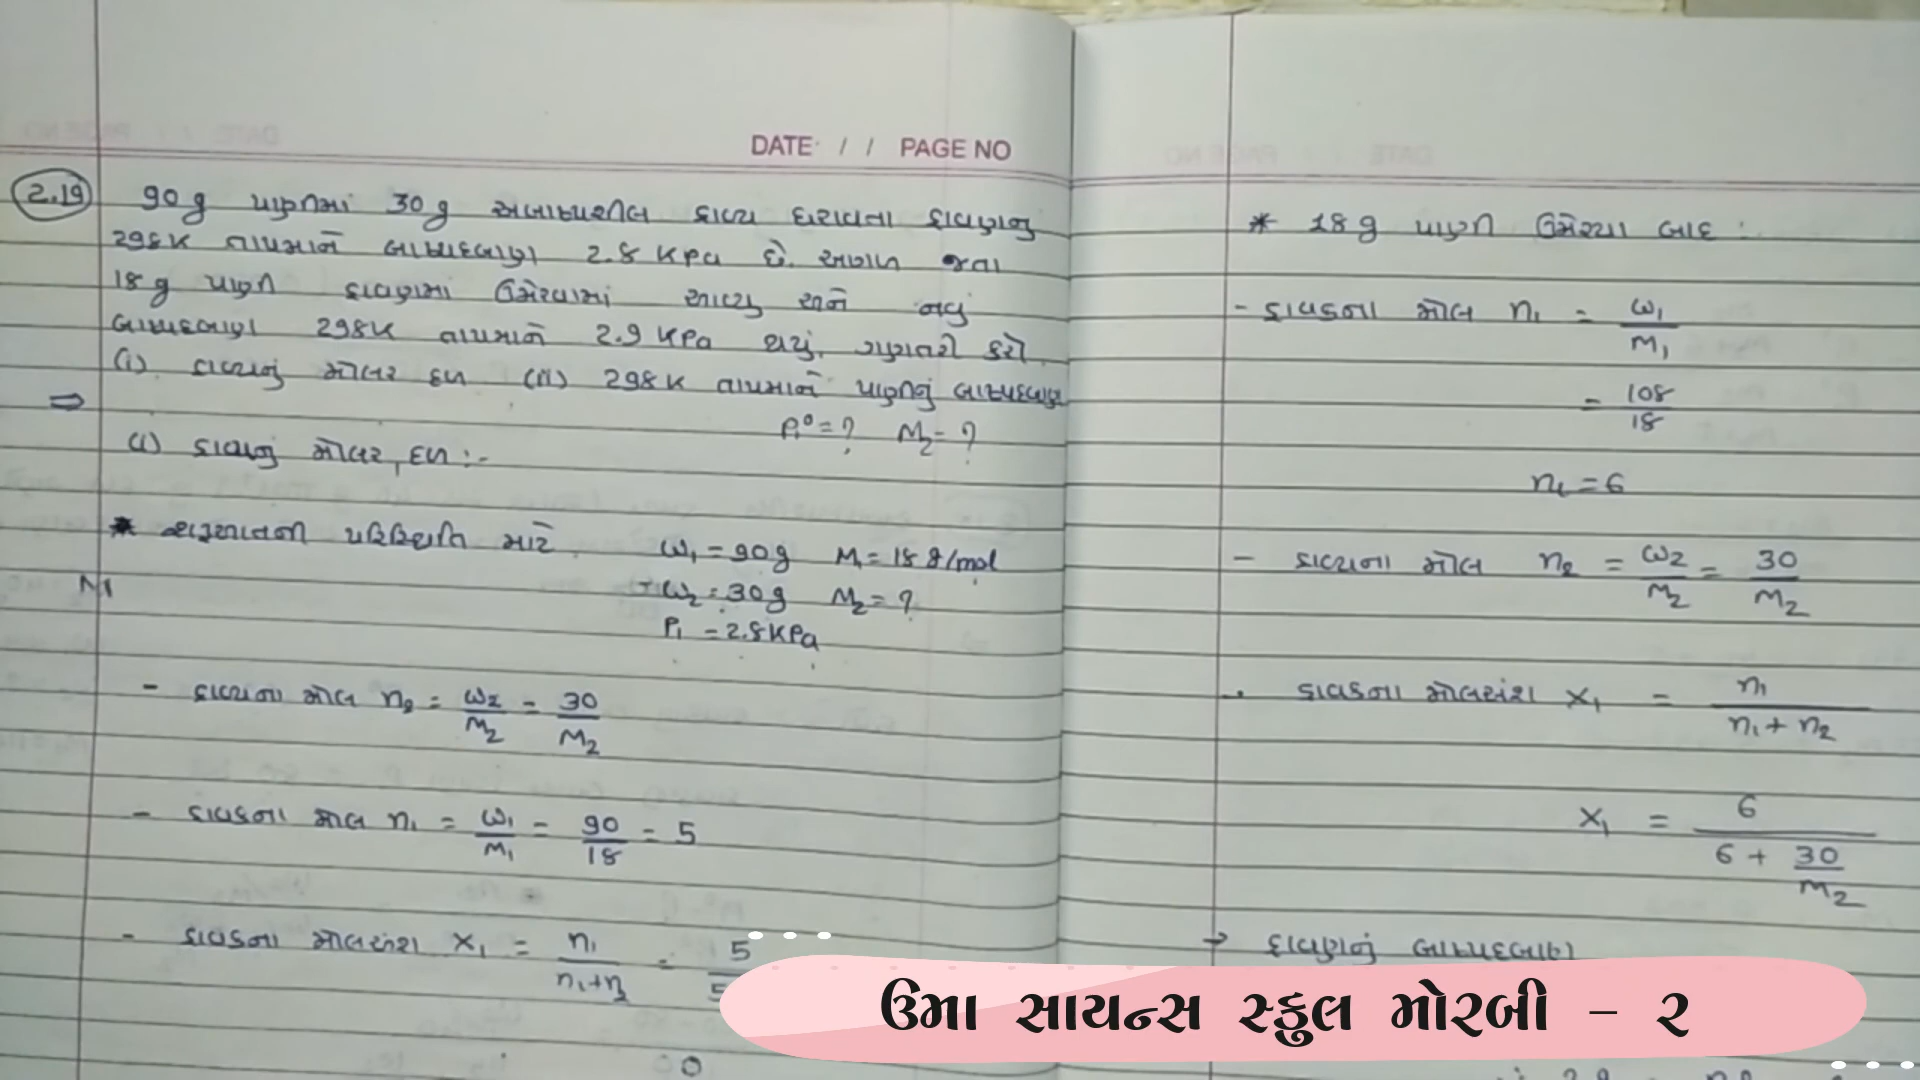 DATE / / PAGE NO
2.19 90g પાણીમાં 30g અબાષ્પશીલ દ્રાવ્ય ધરાવતા દ્રાવણનું
298K તાપમાને બાષ્પદબાણ 2.8 KPa છે. આગળ જતા
18g પાણી દ્રાવણમાં ઉમેરવામાં આવ્યુ અને નવું
બાષ્પદબાણ 298K તાપમાને 2.9 KPa થયું. ગણતરી કરો.
(i) દ્રાવ્યનું મોલર દળ (ii) 298K તાપમાને પાણીનું બાષ્પદબાણ
⇒ P₁⁰ = ? M₂ = ?
(i) દ્રાવ્યનું મોલર દળ :-
* શરૂઆતની પરિસ્થિતિ માટે W₁ = 90g M₁ = 18 g/mol
M W₂ = 30g M₂ = ?
P₁ = 2.8 KPa
- દ્રાવ્યના મોલ n₂ = W₂/M₂ = 30/M₂
- દ્રાવકના મોલ n₁ = W₁/M₁ = 90/18 = 5
- દ્રાવકના મોલઅંશ X₁ = n₁/n₁+n₂ = 5/5
* 18g પાણી ઉમેર્યા બાદ :
- દ્રાવકના મોલ n₁ = W₁/M₁
= 108/18
n₁ = 6
- દ્રાવ્યના મોલ n₂ = W₂/M₂ = 30/M₂
- દ્રાવકના મોલઅંશ X₁ = n₁/n₁ + n₂
X₁ = 6/6 + 30/M₂
→ દ્રાવણનું બાષ્પદબાણ
ઉમા સાયન્સ સ્કુલ મોરબી - ૨